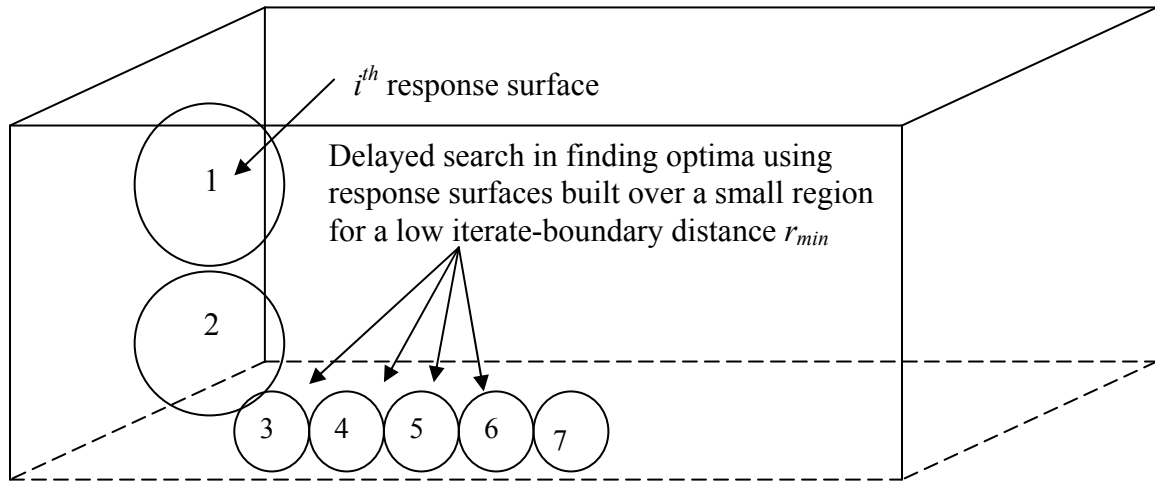 i^th response surface
Delayed search in finding optima using
response surfaces built over a small region
for a low iterate-boundary distance r_min
1
2
3
4
5
6
7